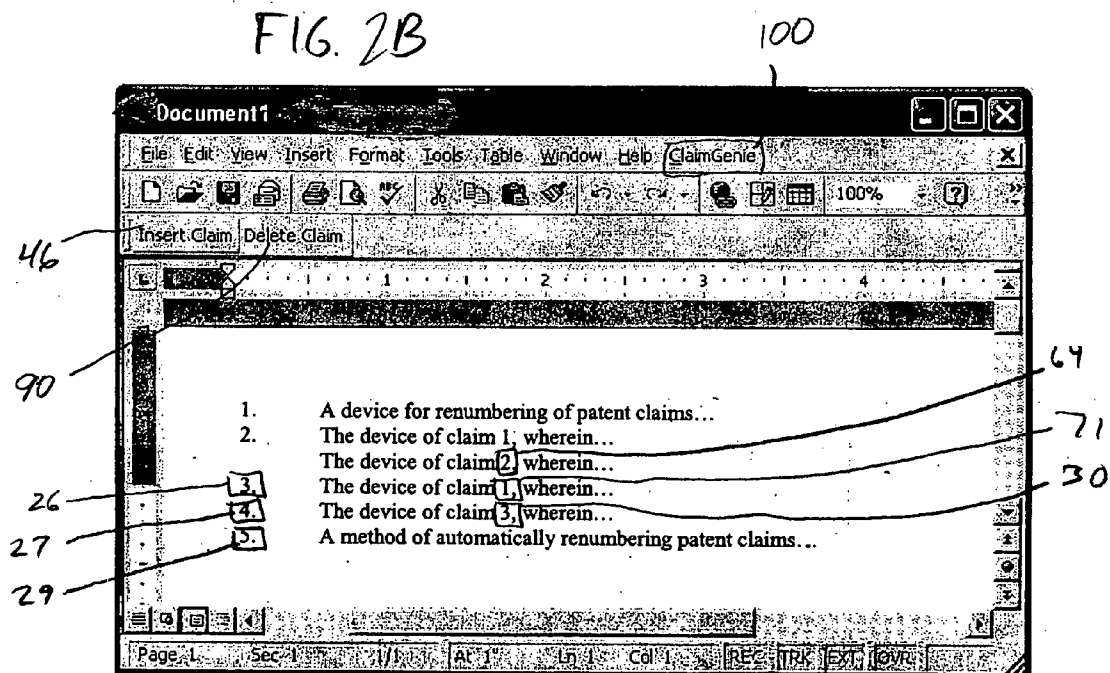 FIG. 2B
100
Document1
File Edit View Insert Format Tools Table Window Help ClaimGenie
100%
46
Insert Claim Delete Claim
1 2 3 4
90
64
1. A device for renumbering of patent claims...
2. The device of claim 1, wherein...
71
The device of claim 2, wherein...
26 3. The device of claim 1, wherein...
30
27 4. The device of claim 3, wherein...
29 5. A method of automatically renumbering patent claims...
Page 1 Sec 1 1/1 At 1" Ln 1 Col 1 REC TRK EXT OVR